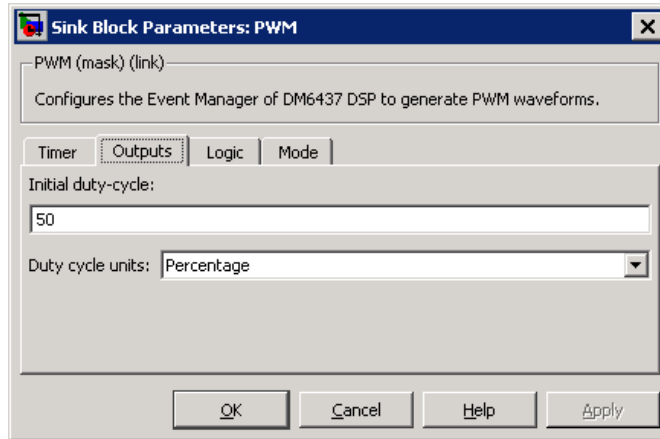 Sink Block Parameters: PWM
PWM (mask) (link)
Configures the Event Manager of DM6437 DSP to generate PWM waveforms.
Timer Outputs Logic Mode
Initial duty-cycle:
50
Duty cycle units: Percentage
OK Cancel Help Apply